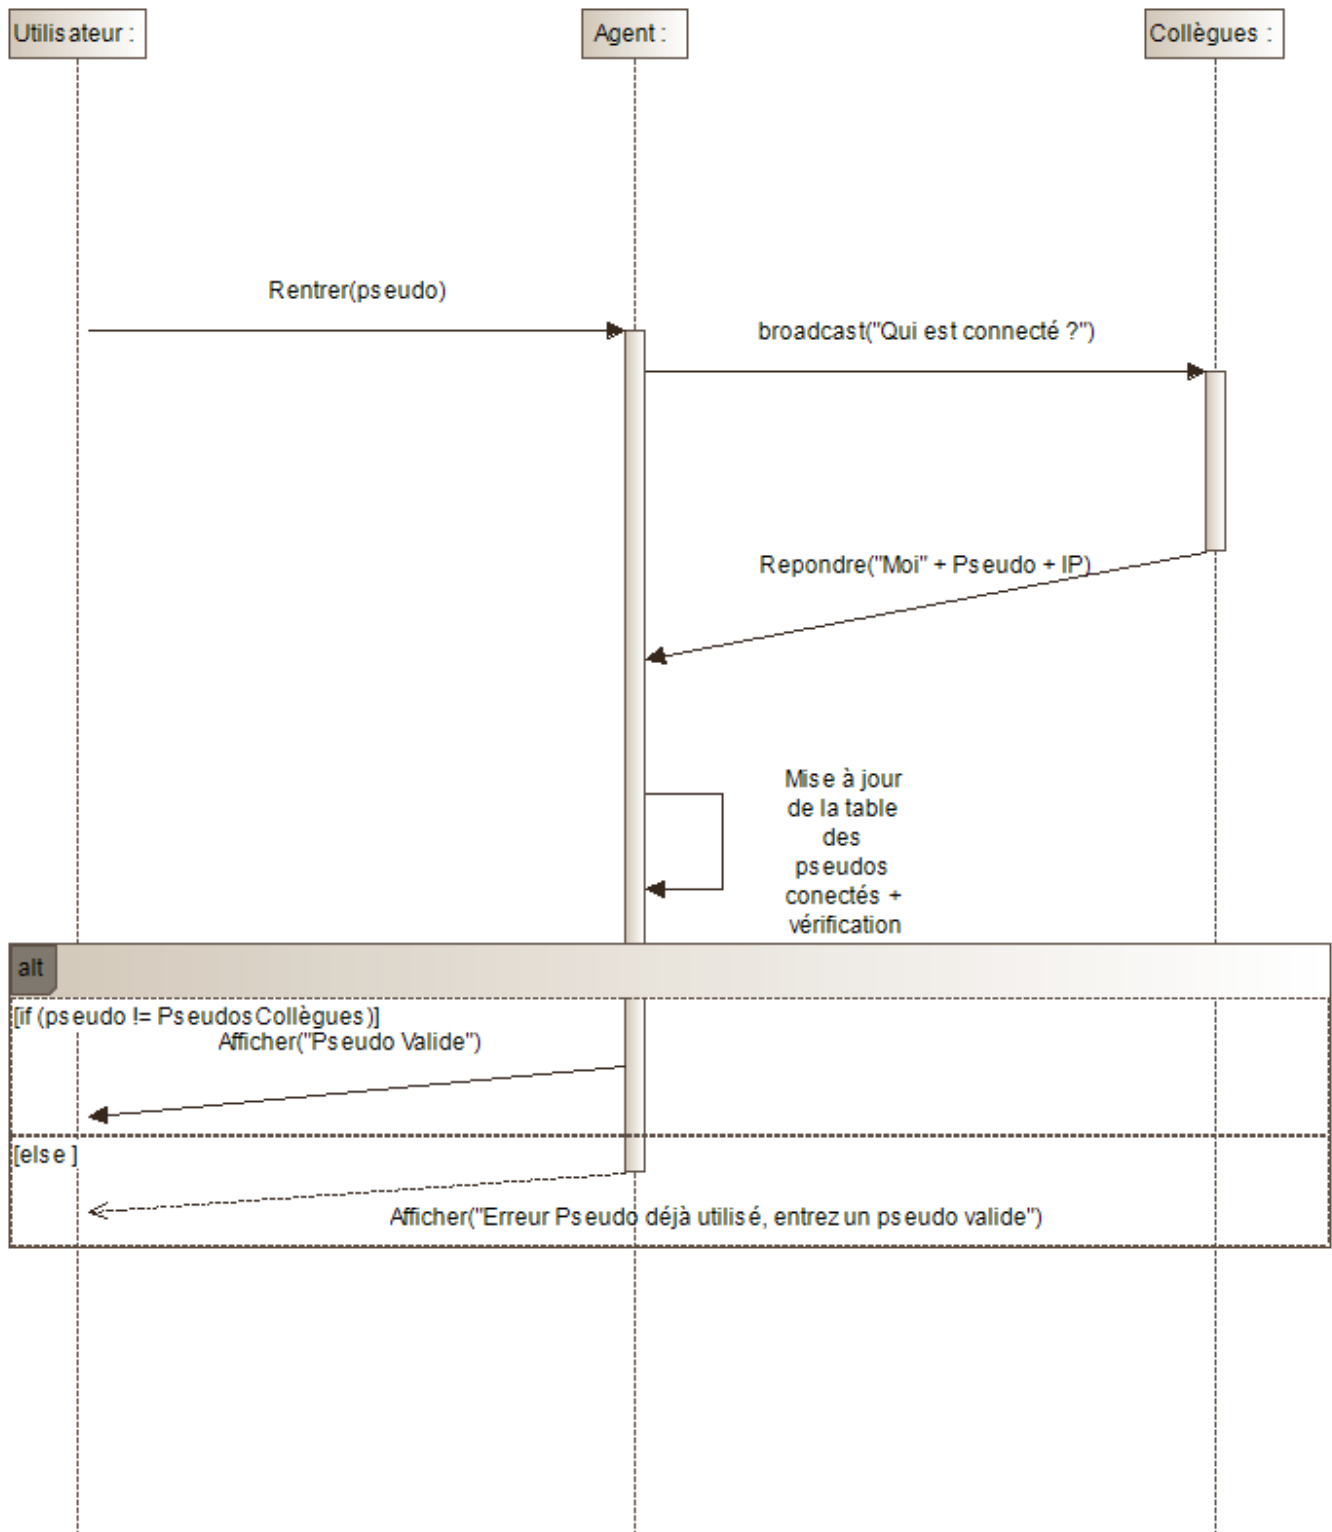 Utilisateur :
Agent :
Collègues :
Rentrer(pseudo)
broadcast("Qui est connecté ?")
Repondre("Moi" + Pseudo + IP)
Mise à jour
de la table
des
pseudos
conectés +
vérification
alt
[if (pseudo != PseudosCollègues)]
Afficher("Pseudo Valide")
[else ]
Afficher("Erreur Pseudo déjà utilisé, entrez un pseudo valide")